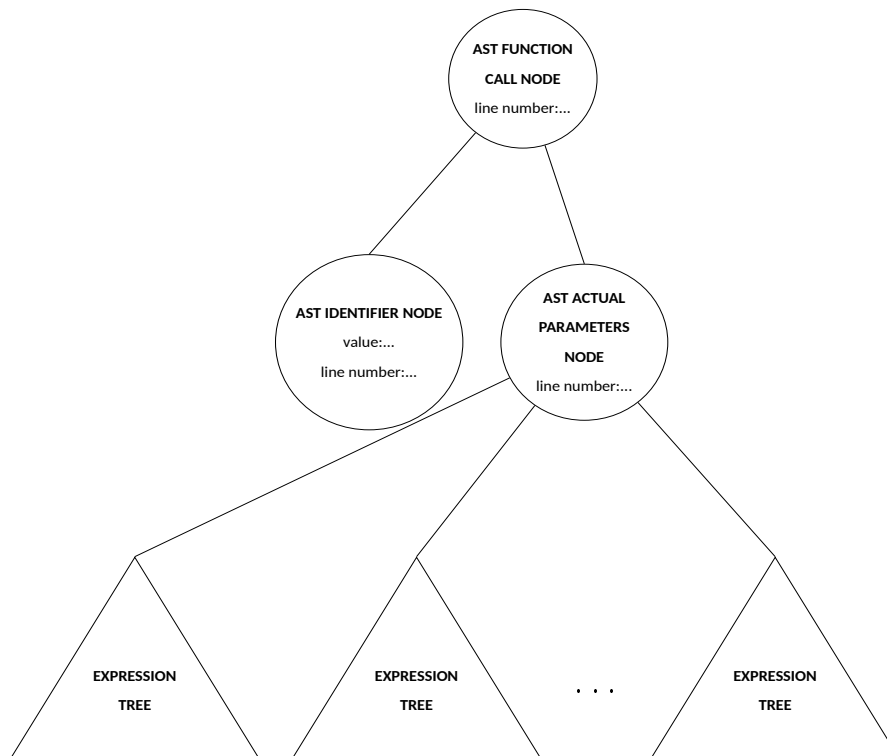 AST FUNCTION
CALL NODE
line number:...
AST IDENTIFIER NODE
value:...
line number:...
AST ACTUAL
PARAMETERS
NODE
line number:...
EXPRESSION
TREE
EXPRESSION
TREE
. . .
EXPRESSION
TREE